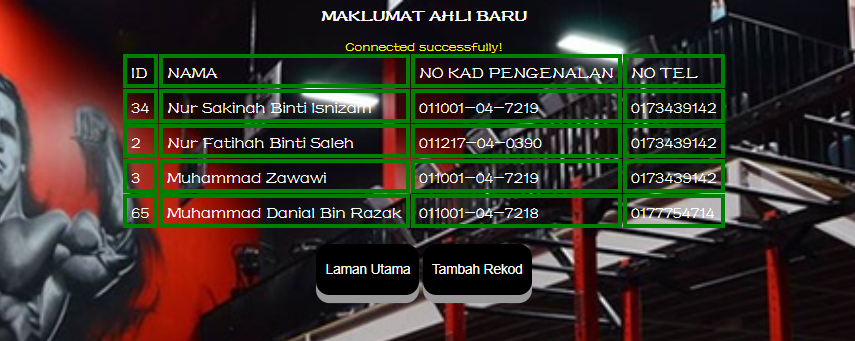 MAKLUMAT AHLI BARU
Connected successfully!
ID NAMA NO KAD PENGENALAN NO TEL
34 Nur Sakinah Binti Isnizam 011001-04-7219 0173439142
2 Nur Fatihah Binti Saleh 011217-04-0390 0173439142
3 Muhammad Zawawi 011001-04-7219 0173439142
65 Muhammad Danial Bin Razak 011001-04-7218 0177754714
Laman Utama Tambah Rekod